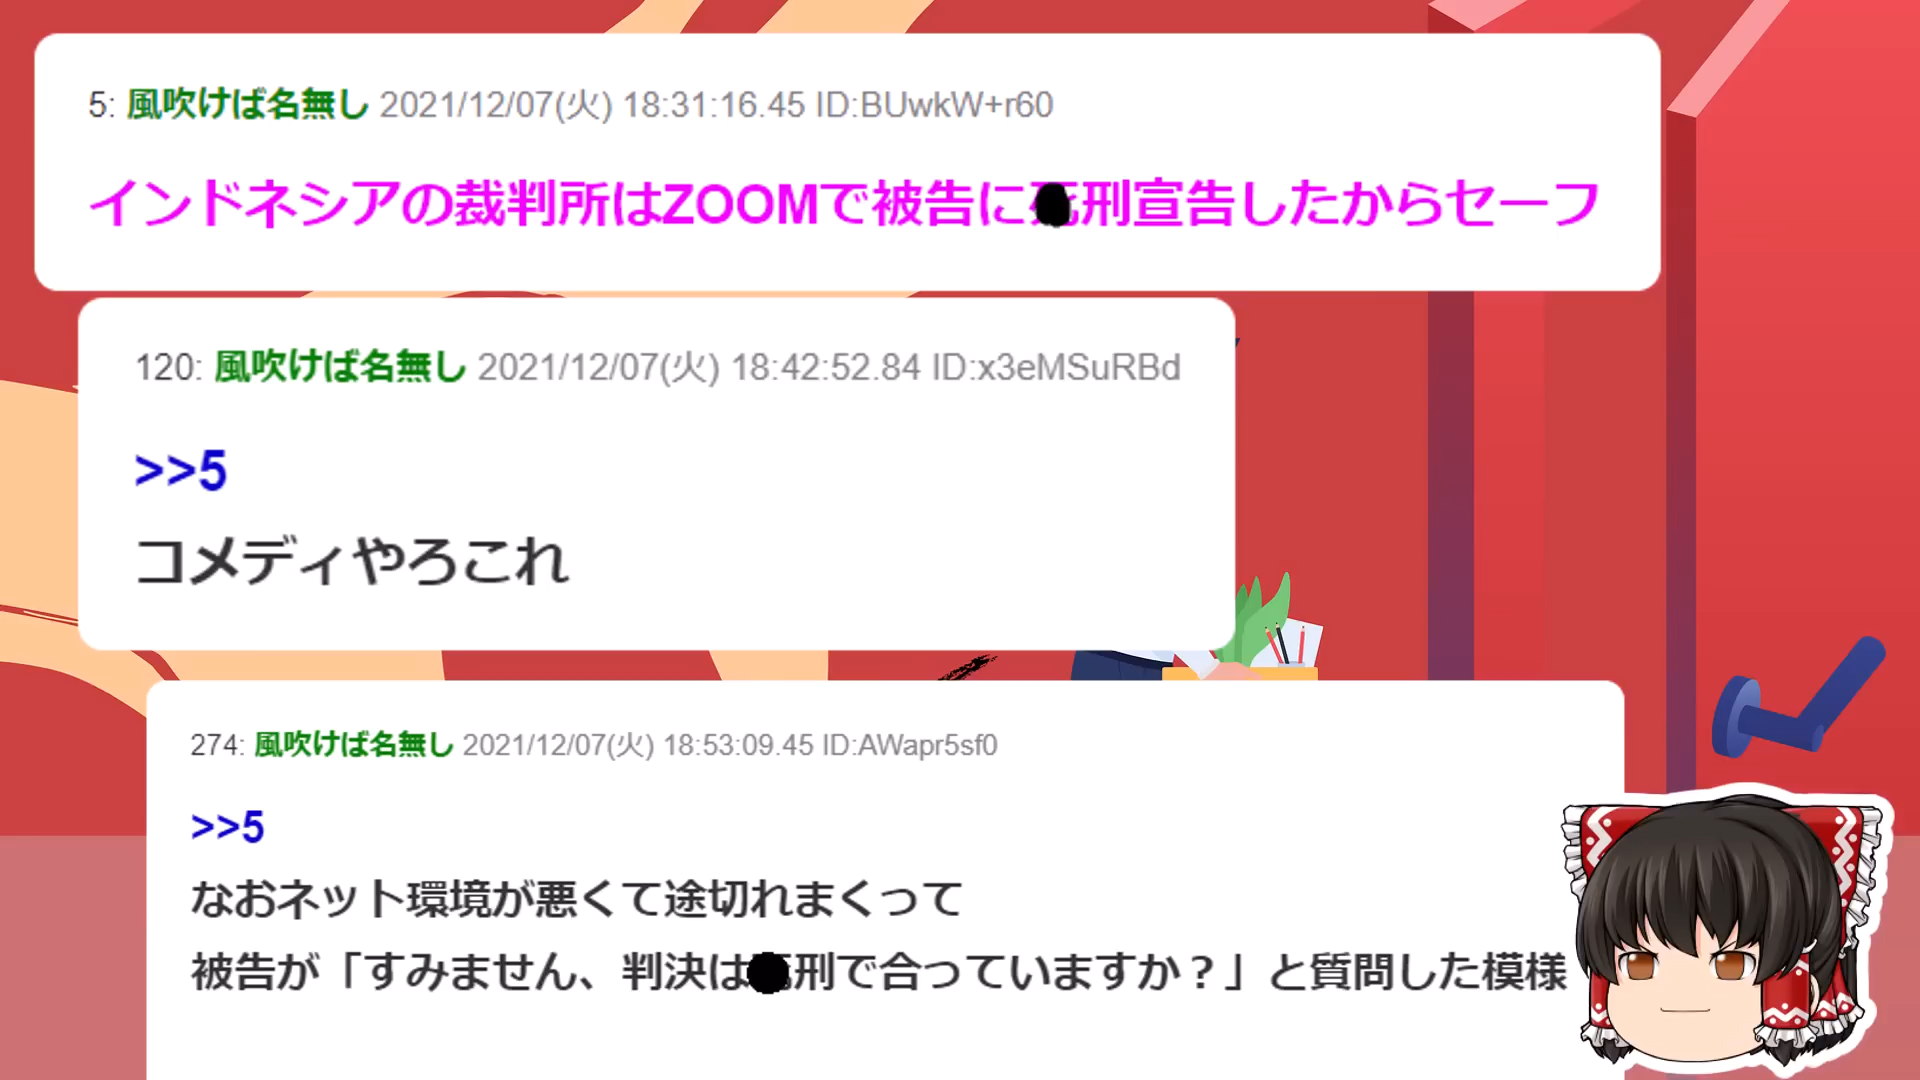 5: 風吹けば名無し 2021/12/07(火) 18:31:16.45 ID:BUwkW+r60
インドネシアの裁判所はZOOMで被告に●刑宣告したからセーフ
120: 風吹けば名無し 2021/12/07(火) 18:42:52.84 ID:x3eMSuRBd
>>5
コメディやろこれ
274: 風吹けば名無し 2021/12/07(火) 18:53:09.45 ID:AWapr5sf0
>>5
なおネット環境が悪くて途切れまくって
被告が「すみません、判決は●刑で合っていますか？」と質問した模様